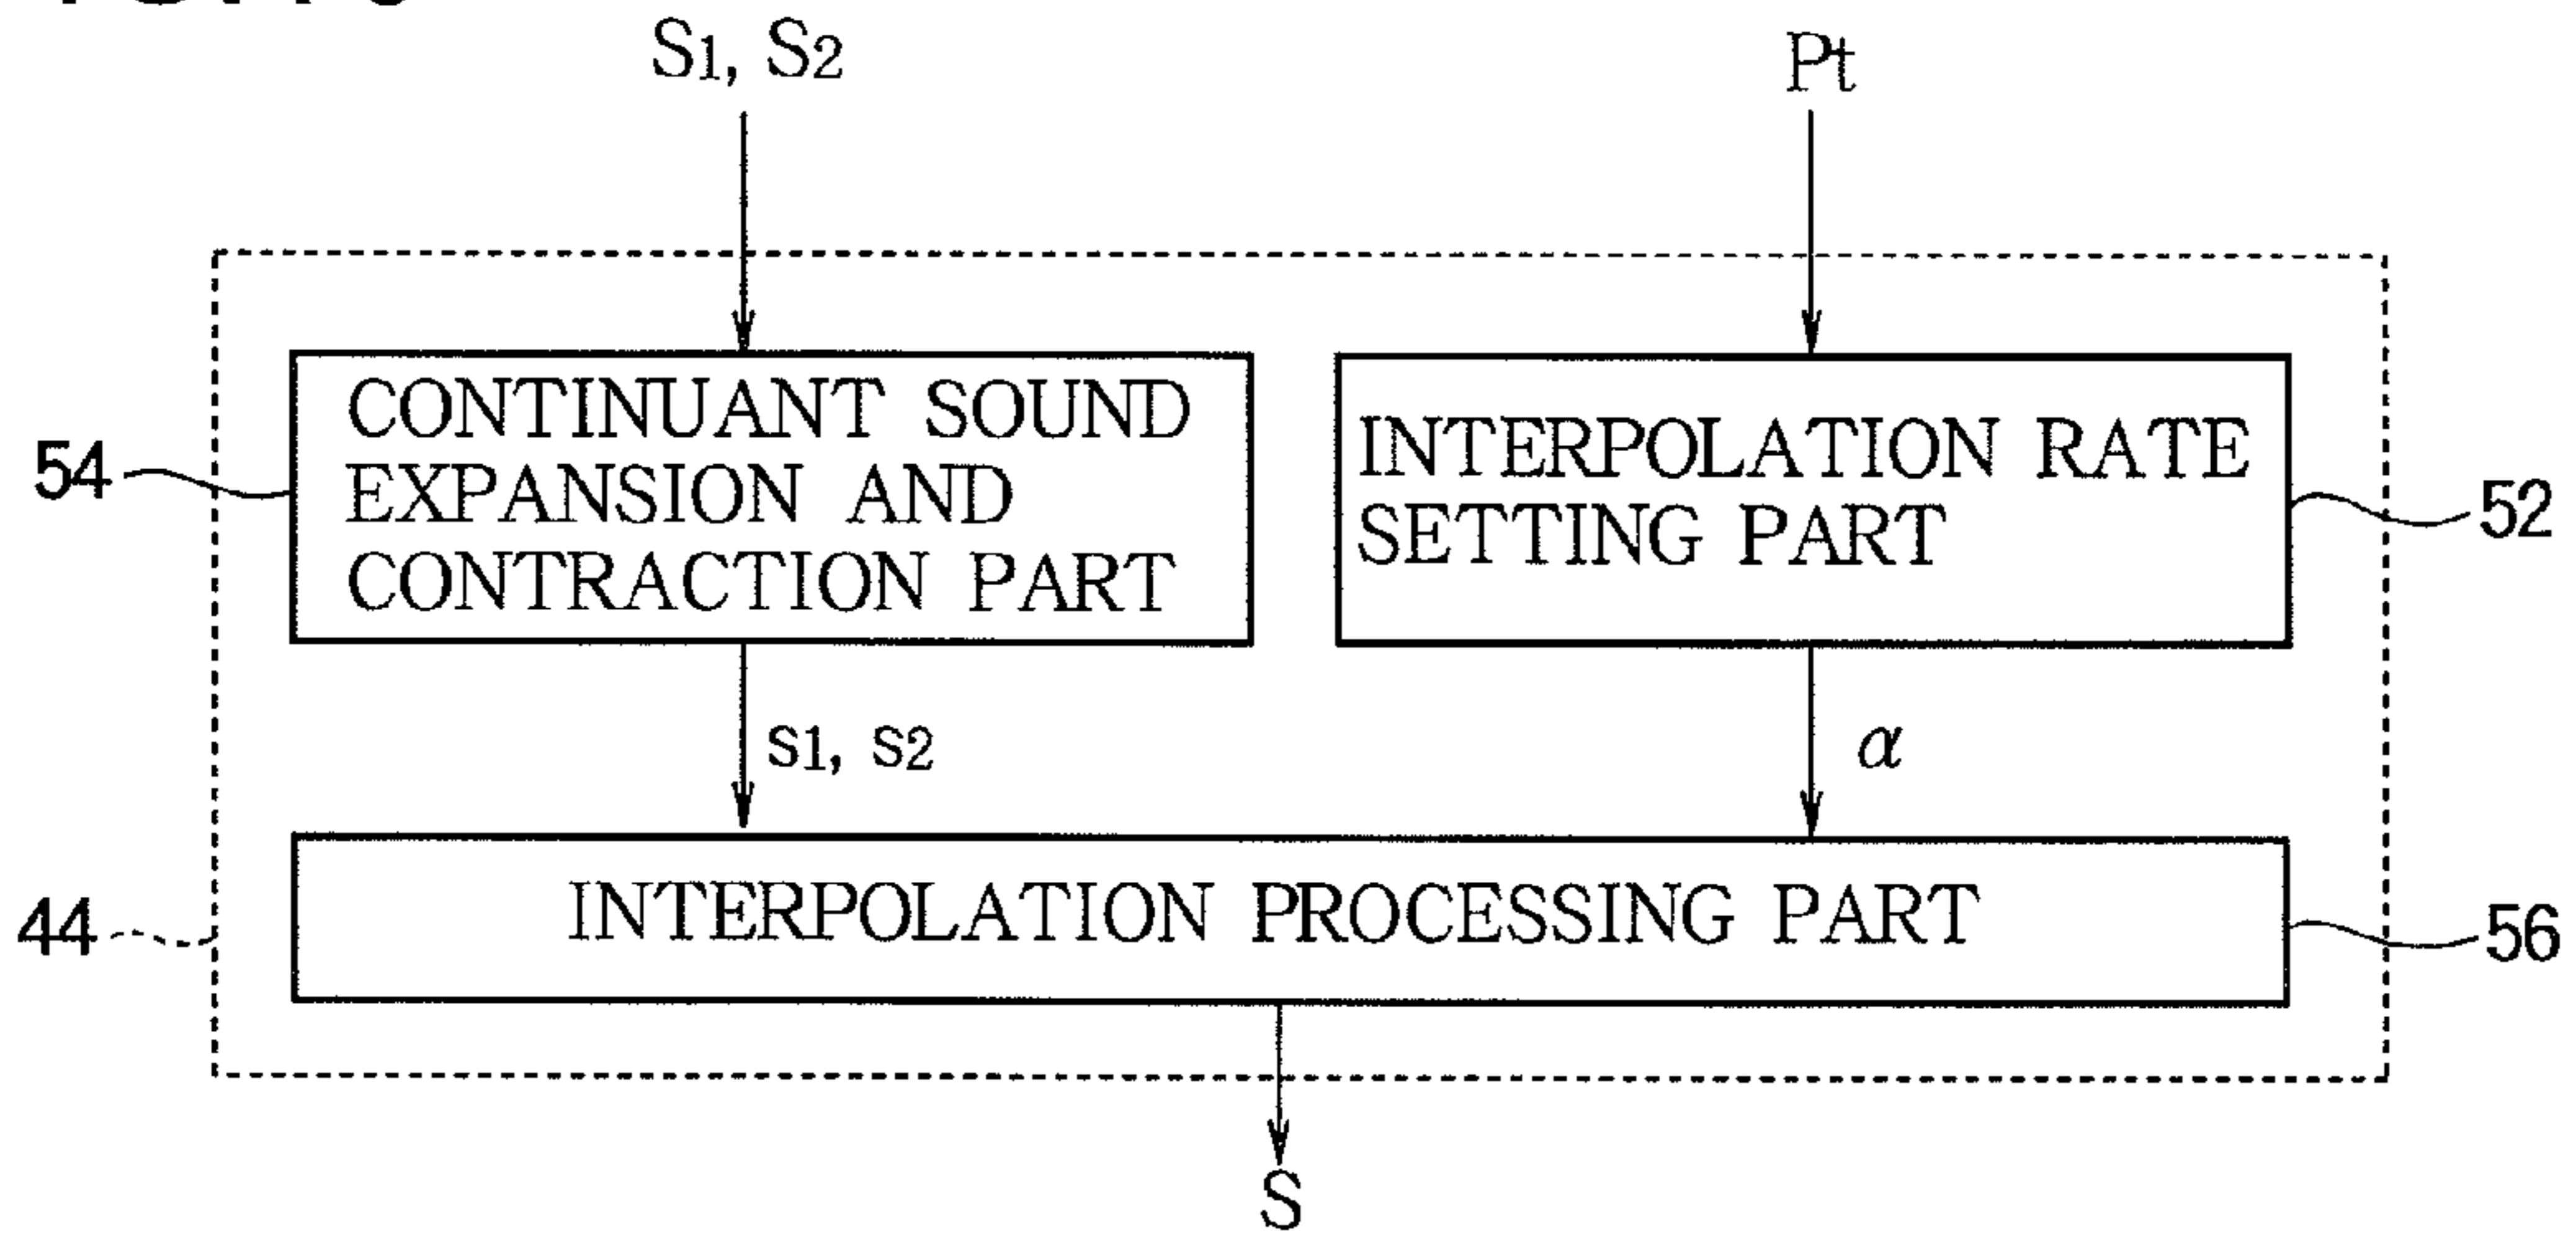 S1, S2
Pt
CONTINUANT SOUND
EXPANSION AND
CONTRACTION PART
INTERPOLATION RATE
SETTING PART
54
52
s1, s2
α
INTERPOLATION PROCESSING PART
44
56
S